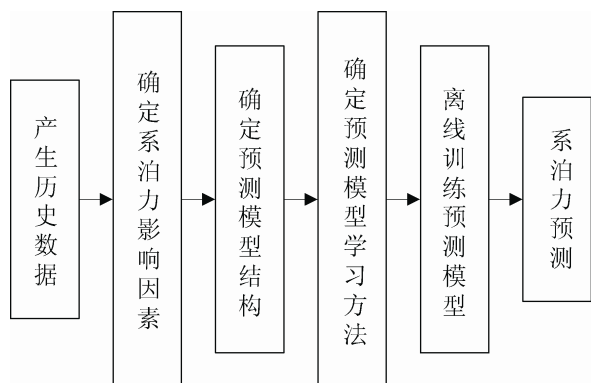 产生历史数据
确定系泊力影响因素
确定预测模型结构
确定预测模型学习方法
离线训练预测模型
系泊力预测